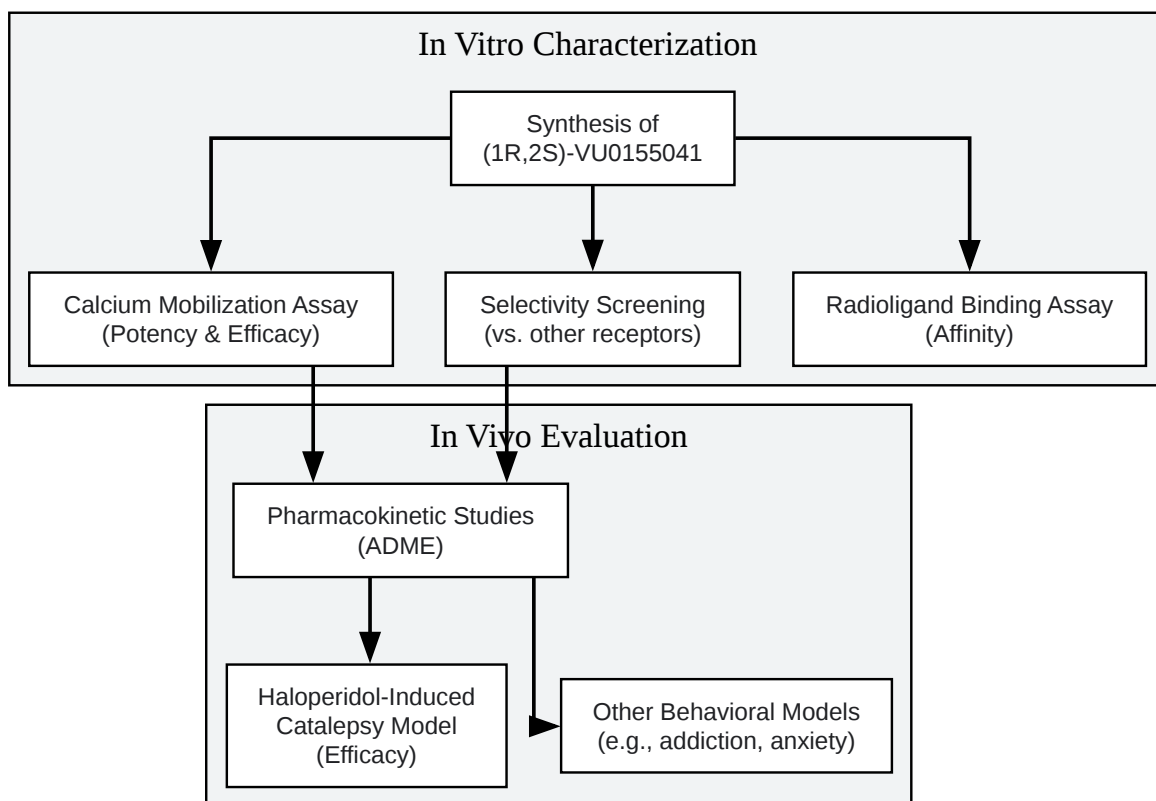 In Vitro Characterization
Synthesis of
(1R,2S)-VU0155041
Calcium Mobilization Assay
(Potency & Efficacy)
Selectivity Screening
(vs. other receptors)
Radioligand Binding Assay
(Affinity)
In Vivo Evaluation
Pharmacokinetic Studies
(ADME)
Haloperidol-Induced
Catalepsy Model
(Efficacy)
Other Behavioral Models
(e.g., addiction, anxiety)